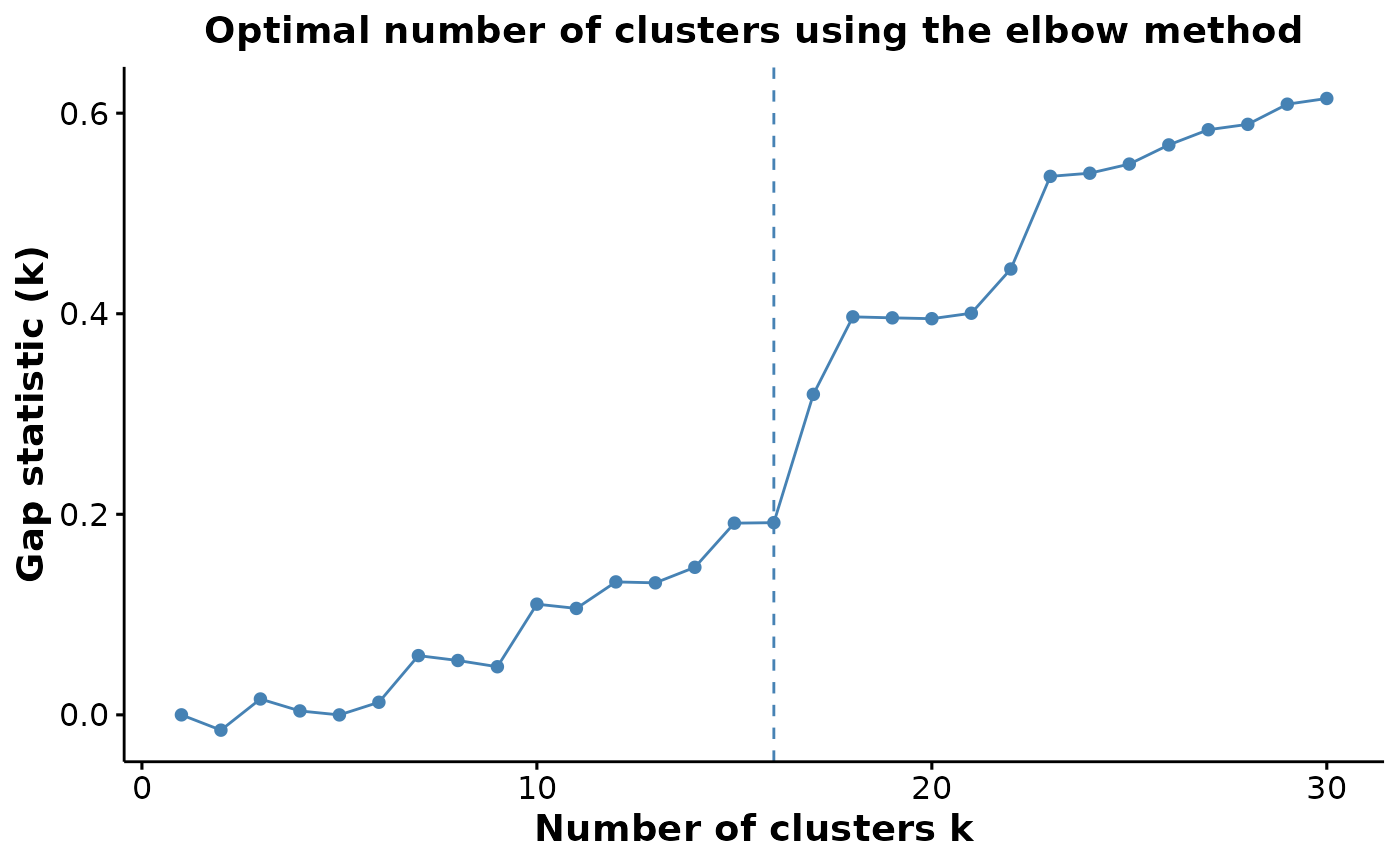 Optimal number of clusters using the elbow method
Gap statistic (k)
0.6
0.4
0.2
0.0
0 10 20 30
Number of clusters k